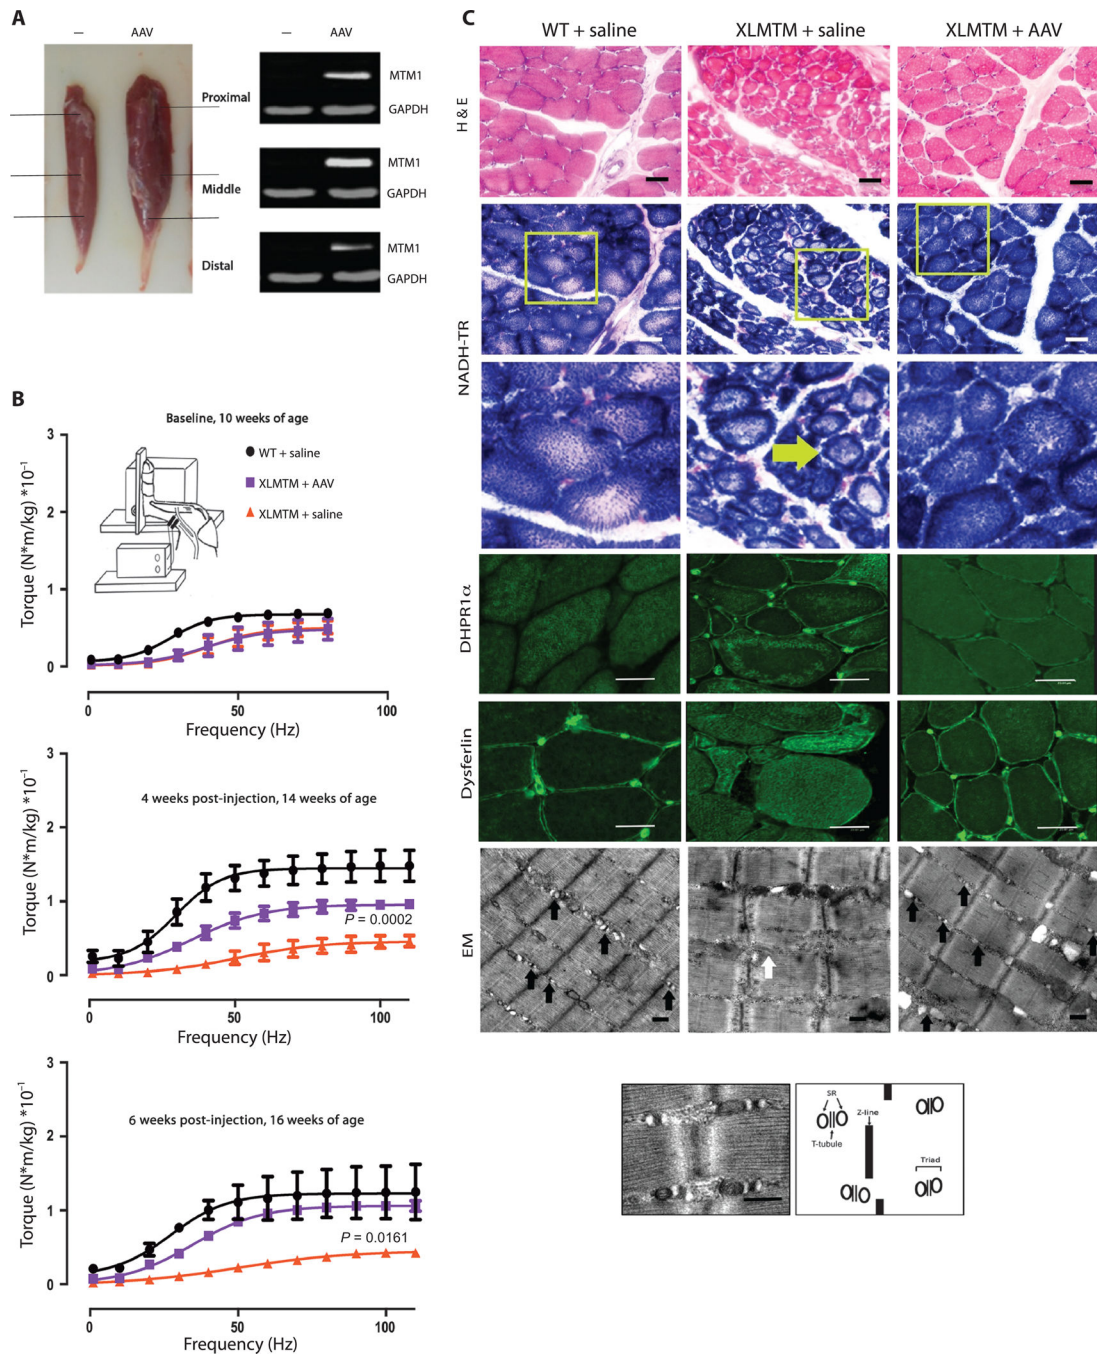 A
—
AAV
Proximal
Middle
Distal
—
AAV
MTM1
GAPDH
MTM1
GAPDH
MTM1
GAPDH
B
Baseline, 10 weeks of age
WT + saline
XLMTM + AAV
XLMTM + saline
Torque (N*m/kg) *10⁻¹
3
2
1
0
0
50
100
Frequency (Hz)
4 weeks post-injection, 14 weeks of age
P = 0.0002
Torque (N*m/kg) *10⁻¹
3
2
1
0
0
50
100
Frequency (Hz)
6 weeks post-injection, 16 weeks of age
P = 0.0161
Torque (N*m/kg) *10⁻¹
3
2
1
0
0
50
100
Frequency (Hz)
C
WT + saline
XLMTM + saline
XLMTM + AAV
H & E
NADH-TR
DHPR1α
Dysferlin
EM
SR
Z-line
T-tubule
Triad